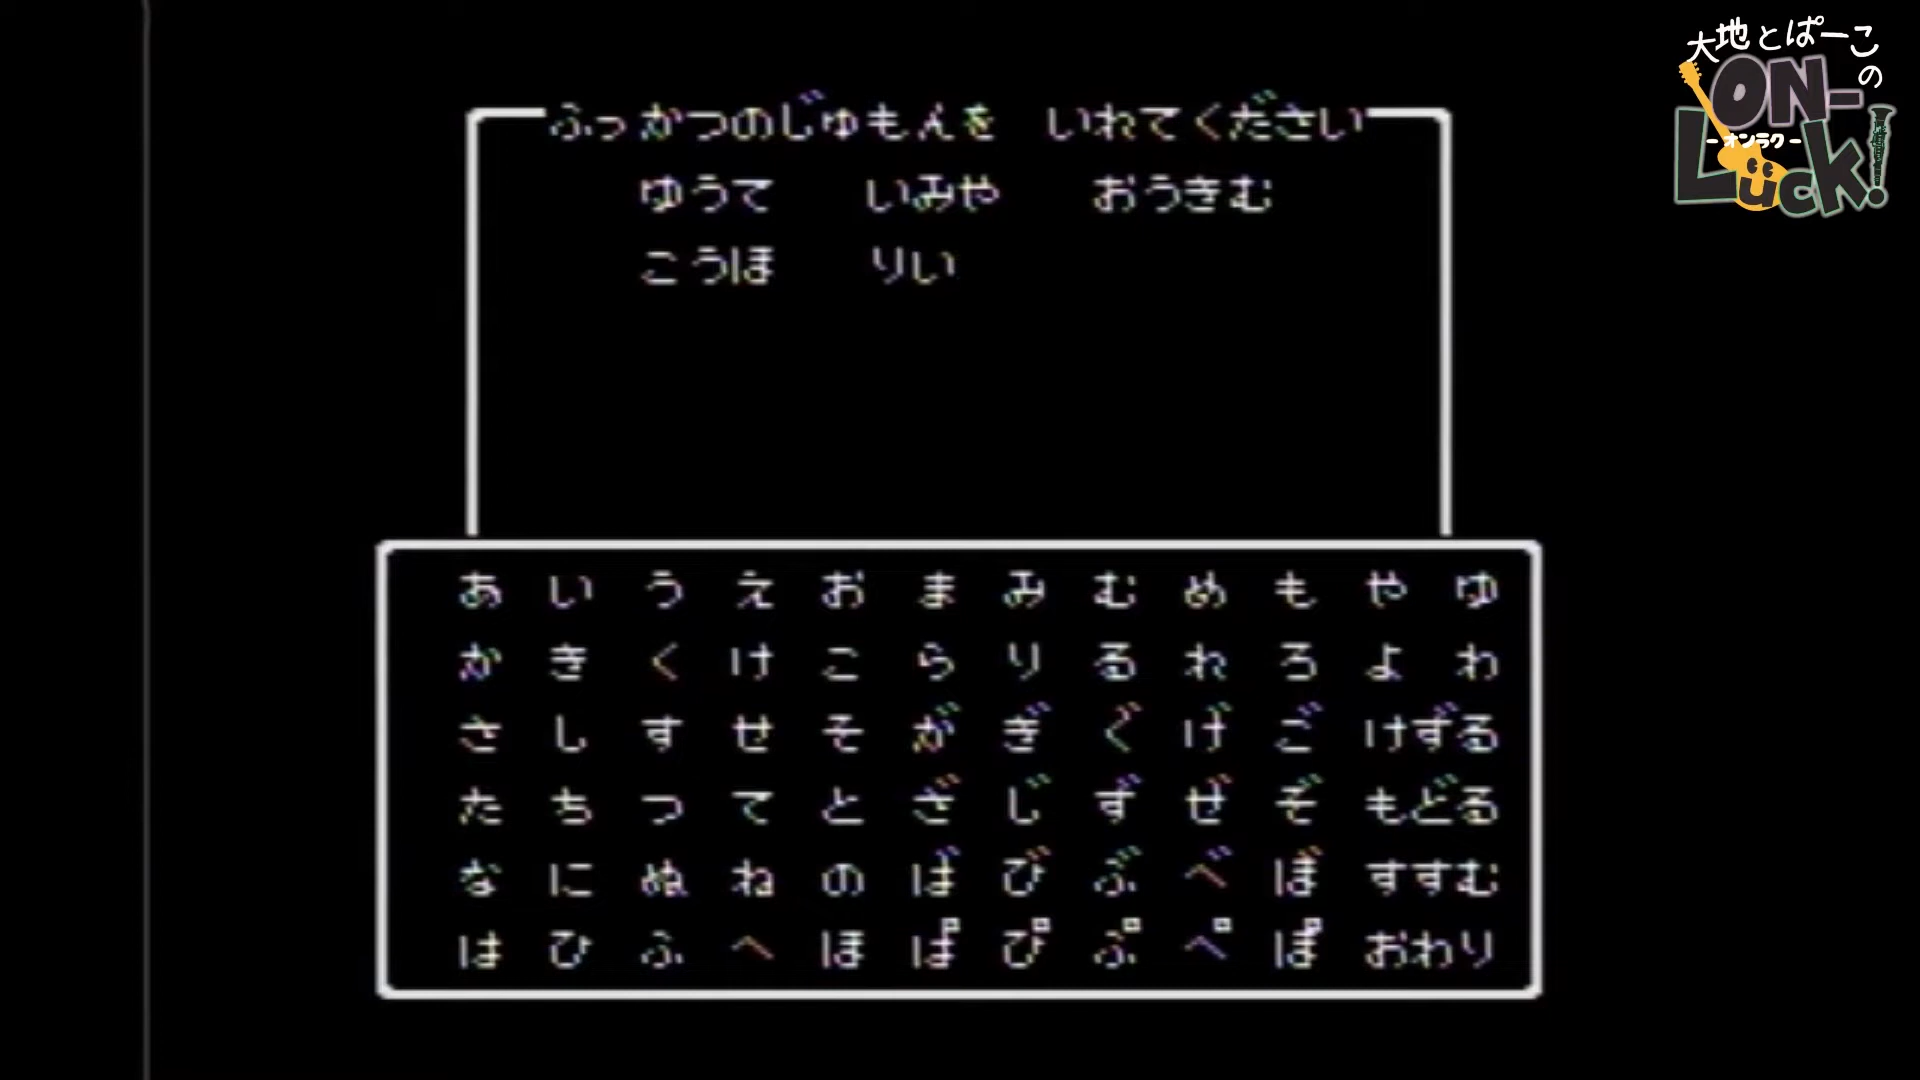 大地とぱーこの
ON-
-オンラク-
Luck!
ふっかつのじゅもんを　いれてください
ゆうて　いみや　おうきむ
こうほ　りい
あ い う え お ま み む め も や ゆ
か き く け こ ら り る れ ろ よ わ
さ し す せ そ が ぎ ぐ げ ご けずる
た ち つ て と ざ じ ず ぜ ぞ もどる
な に ぬ ね の ば び ぶ べ ぼ すすむ
は ひ ふ へ ほ ぱ ぴ ぷ ぺ ぽ おわり